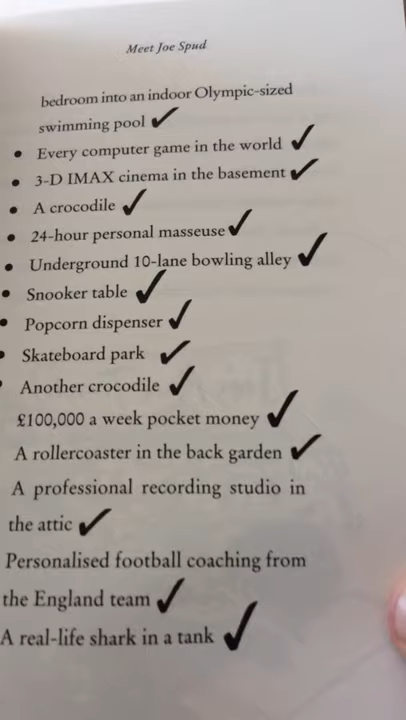 Meet Joe Spud
bedroom into an indoor Olympic-sized
swimming pool ✔
• Every computer game in the world ✔
• 3-D IMAX cinema in the basement ✔
• A crocodile ✔
• 24-hour personal masseuse ✔
• Underground 10-lane bowling alley ✔
• Snooker table ✔
• Popcorn dispenser ✔
• Skateboard park ✔
• Another crocodile ✔
£100,000 a week pocket money ✔
A rollercoaster in the back garden ✔
A professional recording studio in
the attic ✔
Personalised football coaching from
the England team ✔
A real-life shark in a tank ✔